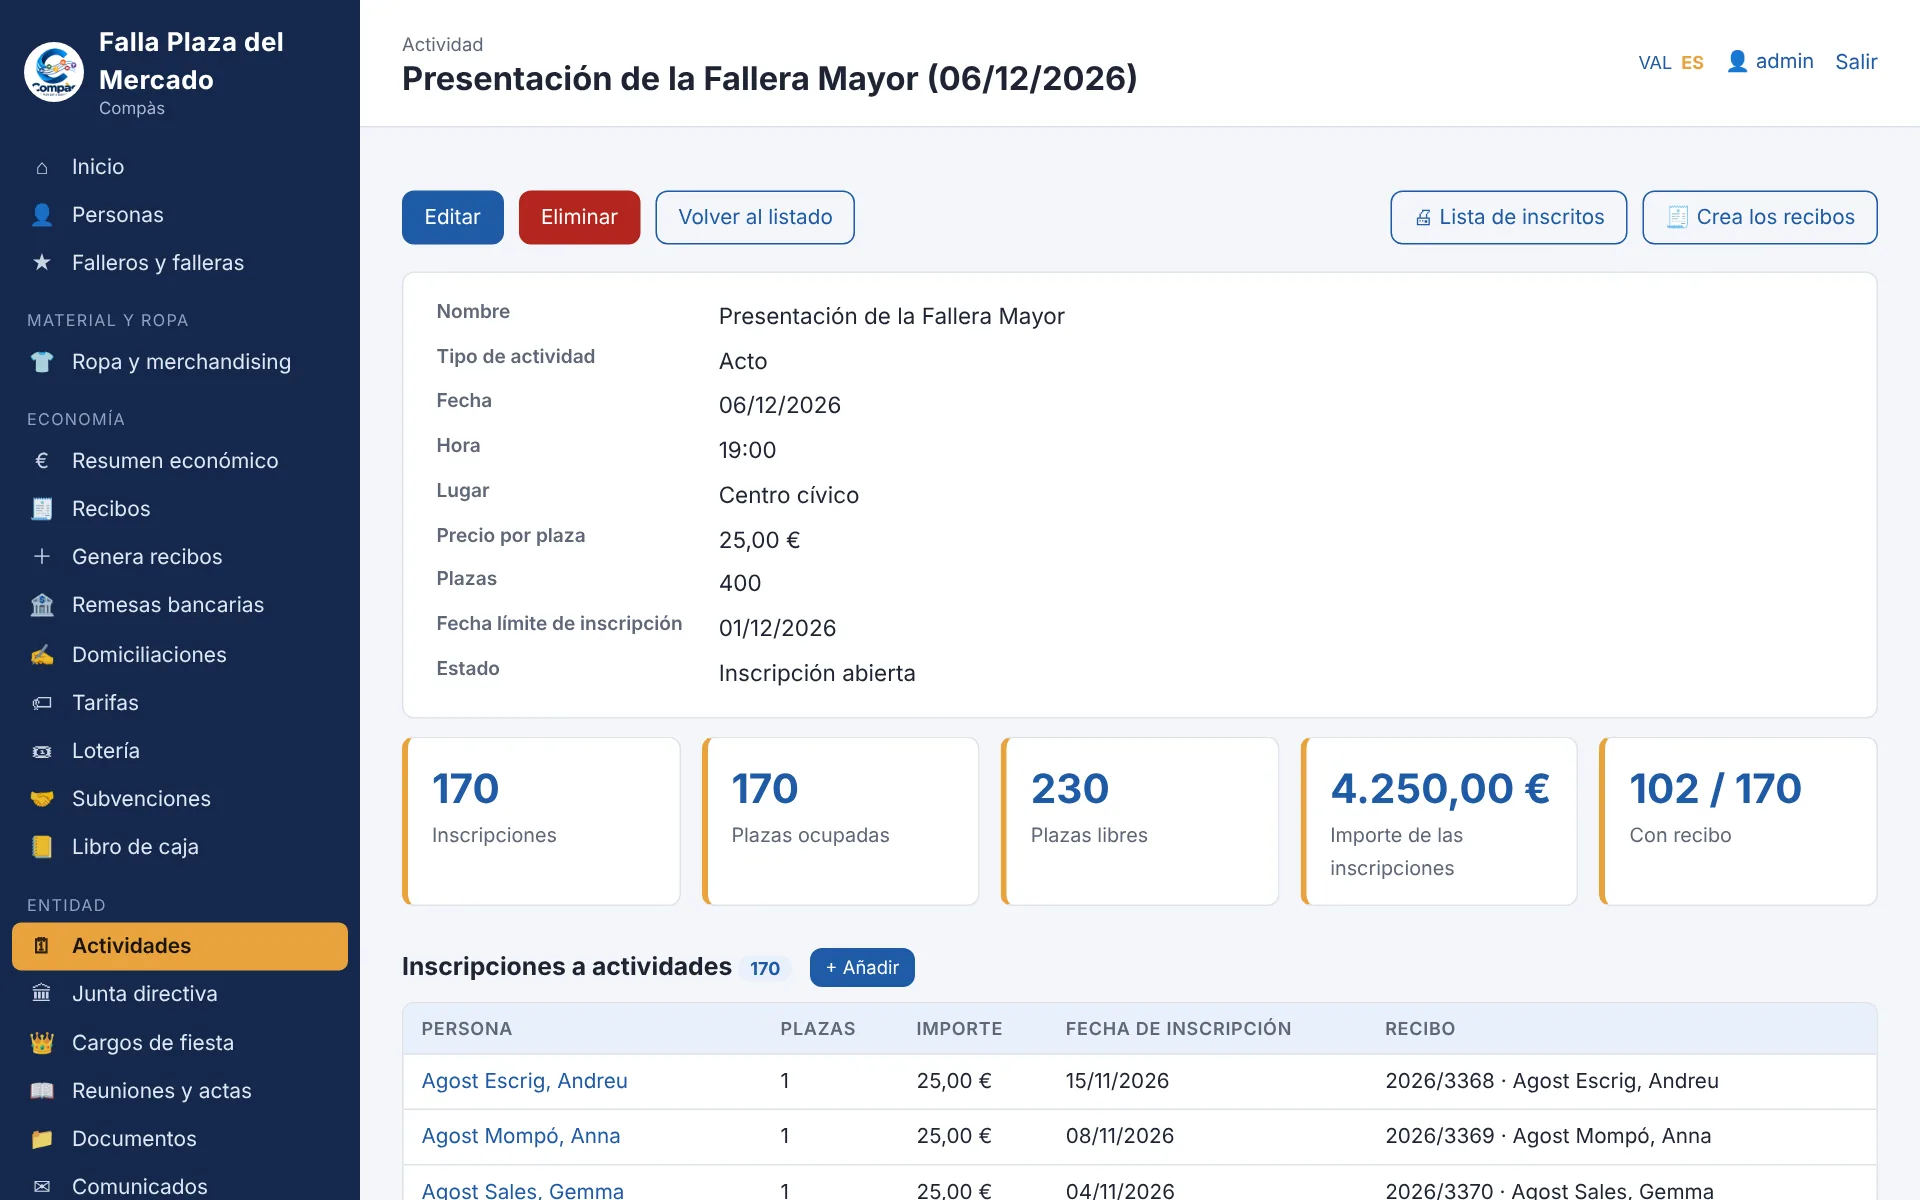 Falla Plaza del
Mercado
Compàs
Inicio
Personas
Falleros y falleras
MATERIAL Y ROPA
Ropa y merchandising
ECONOMÍA
Resumen económico
Recibos
Genera recibos
Remesas bancarias
Domiciliaciones
Tarifas
Lotería
Subvenciones
Libro de caja
ENTIDAD
Actividades
Junta directiva
Cargos de fiesta
Reuniones y actas
Documentos
Comunicados
Actividad
Presentación de la Fallera Mayor (06/12/2026)
VAL ES admin Salir
Editar Eliminar Volver al listado Lista de inscritos Crea los recibos
Nombre Presentación de la Fallera Mayor
Tipo de actividad Acto
Fecha 06/12/2026
Hora 19:00
Lugar Centro cívico
Precio por plaza 25,00 €
Plazas 400
Fecha límite de inscripción 01/12/2026
Estado Inscripción abierta
170
Inscripciones
170
Plazas ocupadas
230
Plazas libres
4.250,00 €
Importe de las
inscripciones
102 / 170
Con recibo
Inscripciones a actividades 170 + Añadir
PERSONA PLAZAS IMPORTE FECHA DE INSCRIPCIÓN RECIBO
Agost Escrig, Andreu 1 25,00 € 15/11/2026 2026/3368 · Agost Escrig, Andreu
Agost Mompó, Anna 1 25,00 € 08/11/2026 2026/3369 · Agost Mompó, Anna
Agost Sales, Gemma 1 25,00 € 04/11/2026 2026/3370 · Agost Sales, Gemma